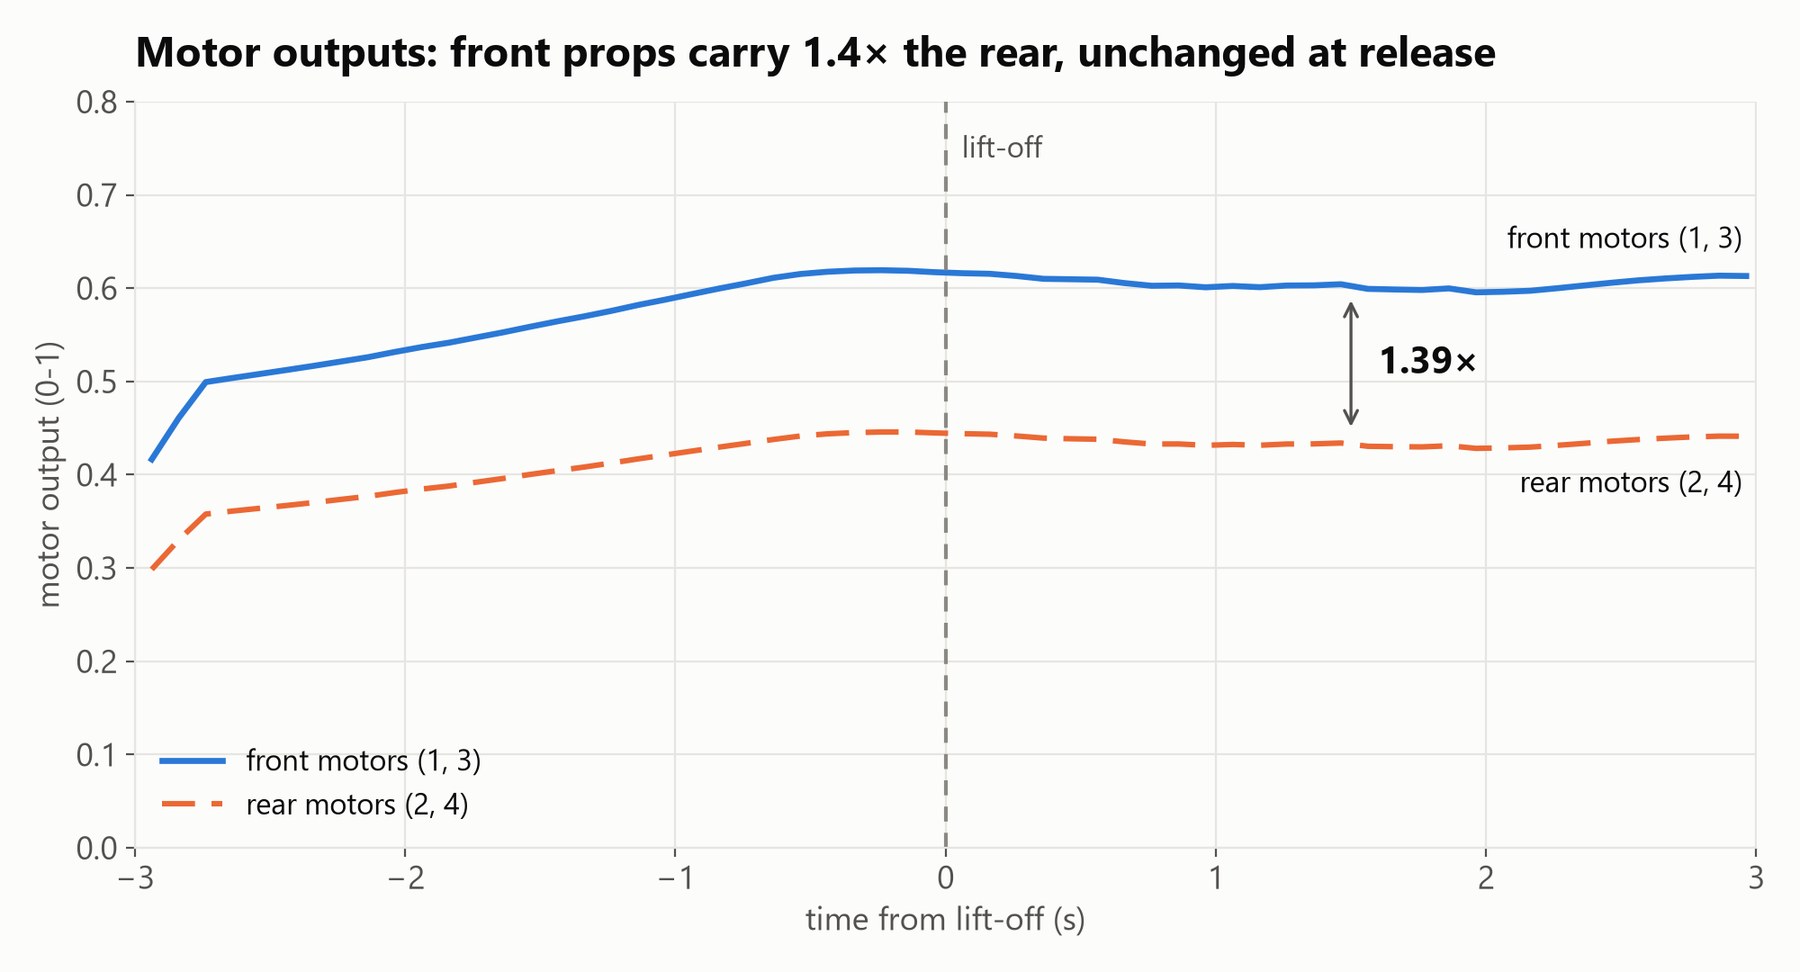 Motor outputs: front props carry 1.4× the rear, unchanged at release
0.8
0.7
0.6
0.5
0.4
0.3
0.2
0.1
0.0
motor output (0-1)
lift-off
front motors (1, 3)
1.39×
rear motors (2, 4)
front motors (1, 3)
rear motors (2, 4)
−3 −2 −1 0 1 2 3
time from lift-off (s)